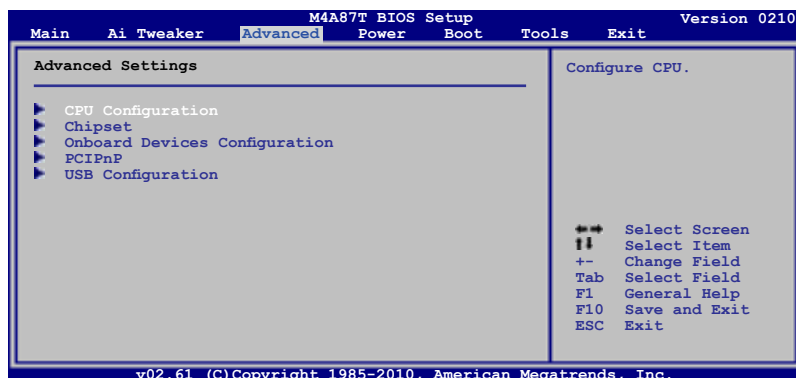 M4A87T BIOS Setup Version 0210
Main Ai Tweaker Advanced Power Boot Tools Exit
Advanced Settings
CPU Configuration
Chipset
Onboard Devices Configuration
PCIPnP
USB Configuration
Configure CPU.
Select Screen
Select Item
+- Change Field
Tab Select Field
F1 General Help
F10 Save and Exit
ESC Exit
v02.61 (C)Copyright 1985-2010, American Megatrends, Inc.